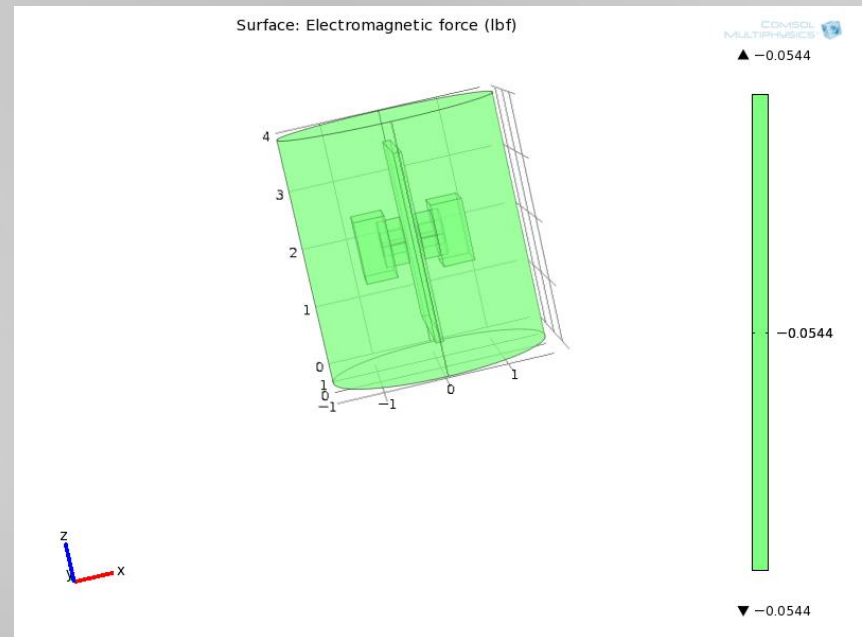 Surface: Electromagnetic force (lbf)
COMSOL
MULTIPHYSICS
▲ −0.0544
4
3
2
1
0
1
0
−1
−1
0
1
−0.0544
z
y
x
▼ −0.0544